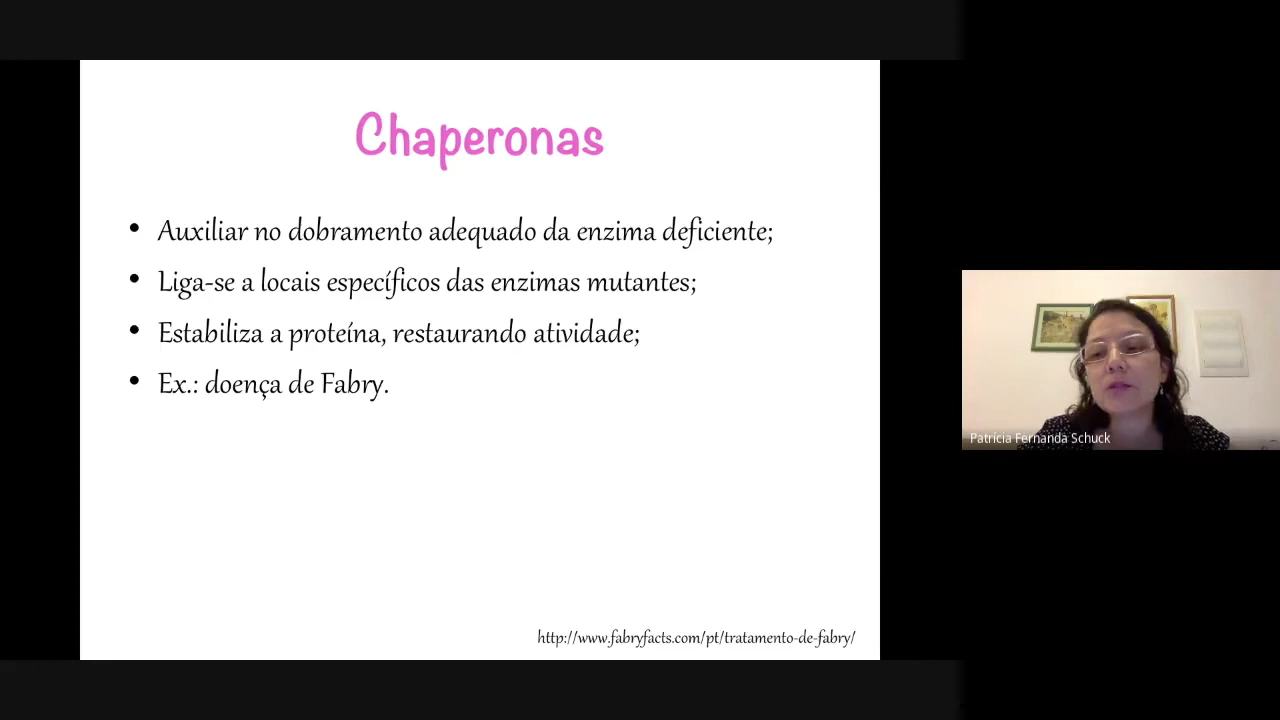 Chaperonas
• Auxiliar no dobramento adequado da enzima deficiente;
• Liga-se a locais específicos das enzimas mutantes;
• Estabiliza a proteína, restaurando atividade;
• Ex.: doença de Fabry.
http://www.fabryfacts.com/pt/tratamento-de-fabry/
Patrícia Fernanda Schuck